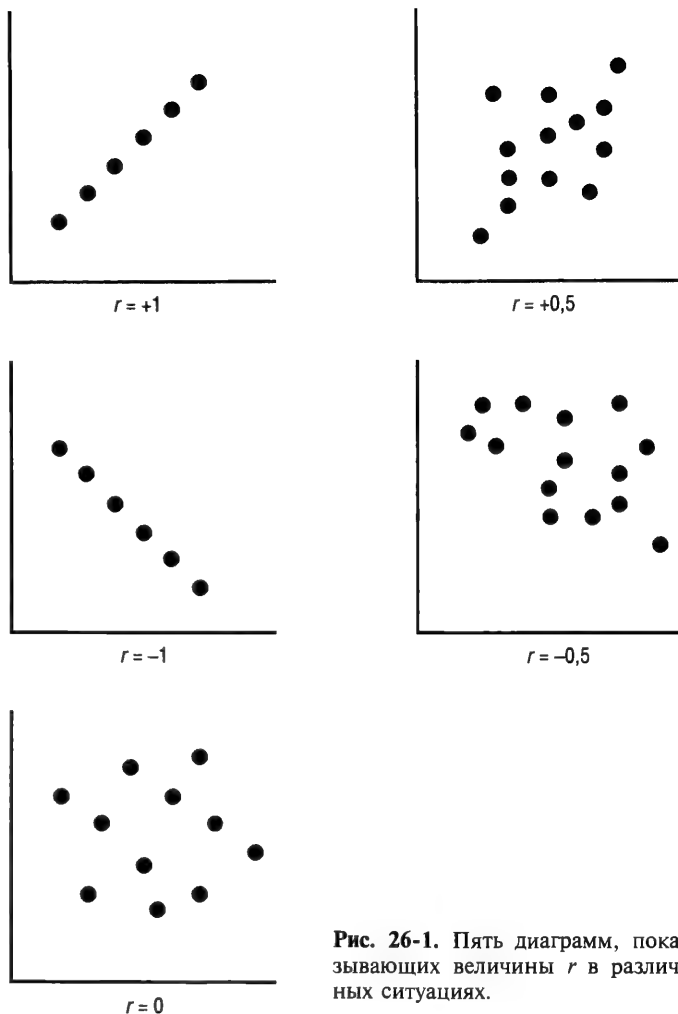 r = +1
r = +0,5
r = –1
r = –0,5
r = 0
Рис. 26-1. Пять диаграмм, пока-
зывающих величины r в различ-
ных ситуациях.